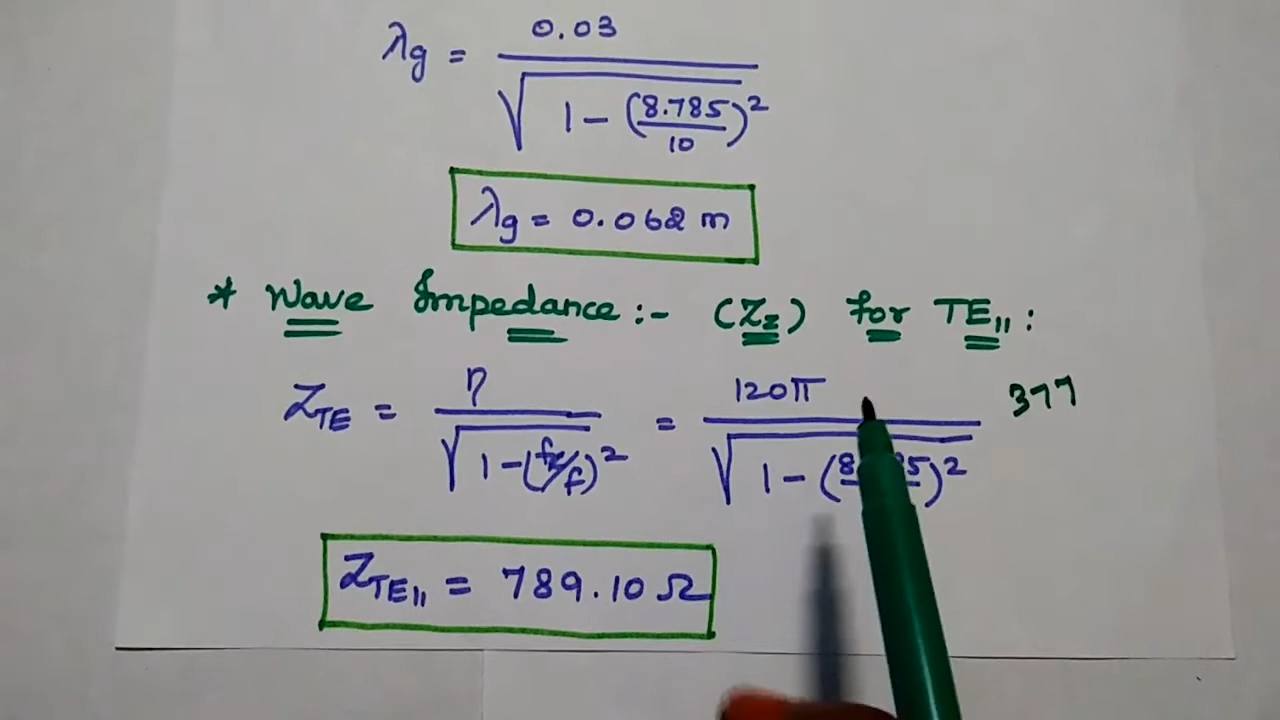 λg = 0.03 / √(1 - (8.785/10)²)
λg = 0.062 m
* Wave Impedance :- (Zz) for TE11 :
ZTE = η / √(1 - (fc/f)²) = 120π / √(1 - (8 85)²) 377
ZTE11 = 789.10 Ω